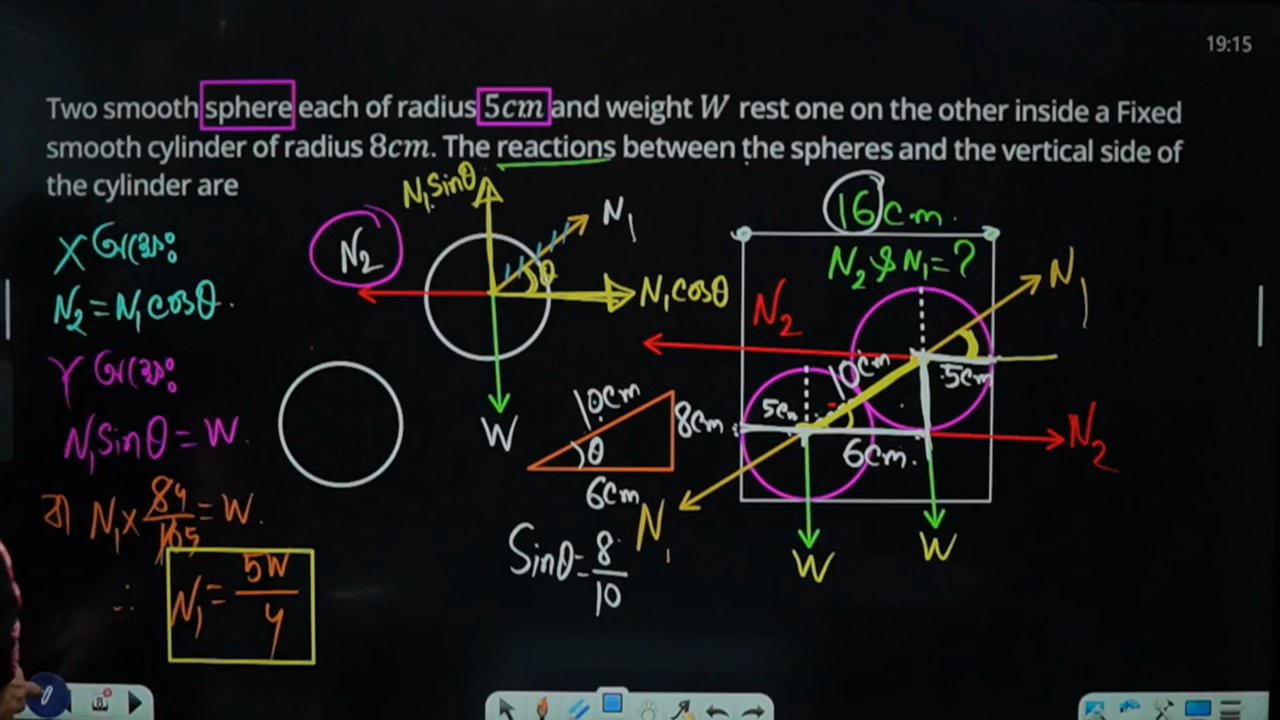 19:15
Two smooth sphere each of radius 5cm and weight W rest one on the other inside a Fixed
smooth cylinder of radius 8cm. The reactions between the spheres and the vertical side of
the cylinder are
N₁Sinθ
N₁
N₂
θ
N₁cosθ
W
16cm.
N₂ & N₁ = ?
N₂
N₁
10cm
5cm
5cm
6cm.
N₂
N₁
W
W
10cm
8cm
θ
6cm
Sinθ = 8/10
X
N₂ = N₁cosθ.
Y
N₁Sinθ = W.
N₁ × 84/105 = W.
∴ N₁ = 5W/4